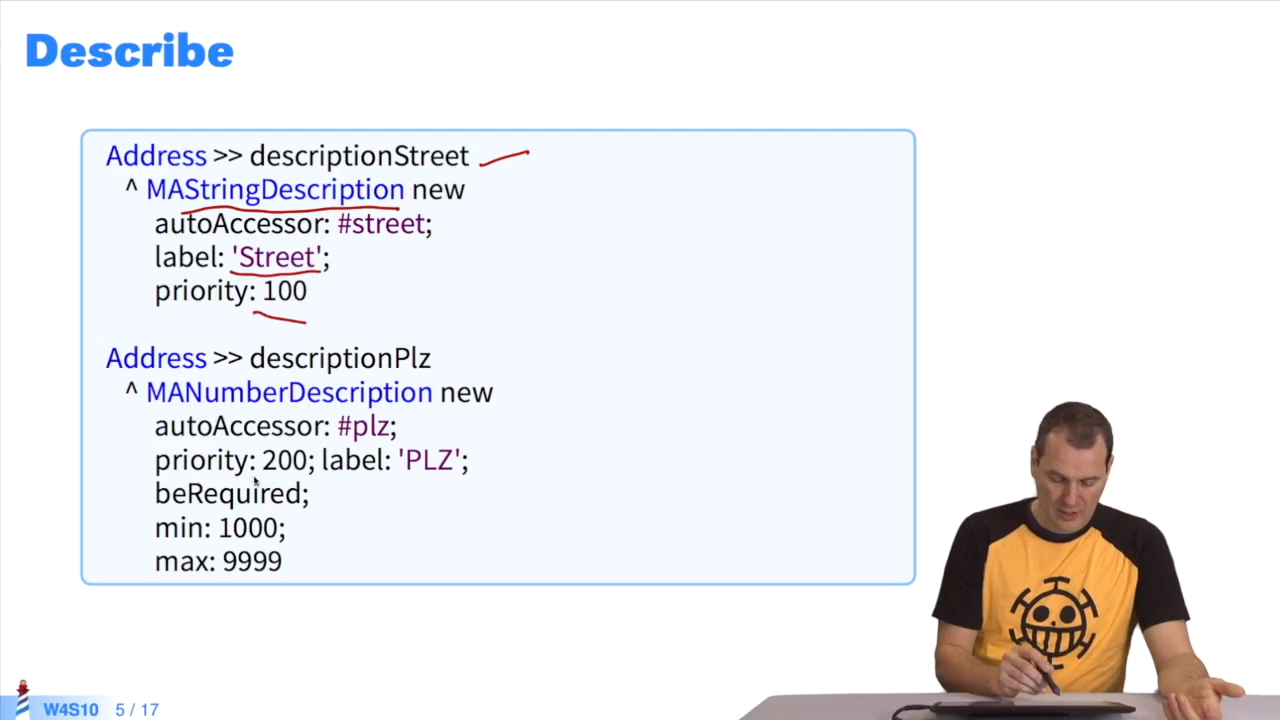 Describe
Address >> descriptionStreet
^ MAStringDescription new
autoAccessor: #street;
label: 'Street';
priority: 100
Address >> descriptionPlz
^ MANumberDescription new
autoAccessor: #plz;
priority: 200; label: 'PLZ';
beRequired;
min: 1000;
max: 9999
W4S10 5 / 17